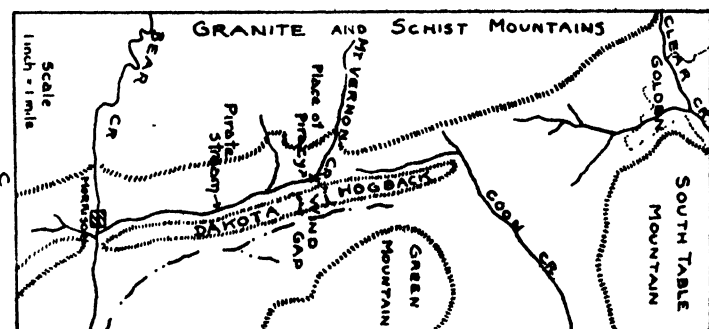 GRANITE AND SCHIST MOUNTAINS
Scale
1 inch = 1 mile
BEAR
CR
MORRISON
Pirate
Stream
Place of
Piracy
MT VERNON
CR
DAKOTA
HOGBACK
WIND
GAP
GREEN
MOUNTAIN
COON
CR
CLEAR
CR
GOLDEN
SOUTH TABLE
MOUNTAIN